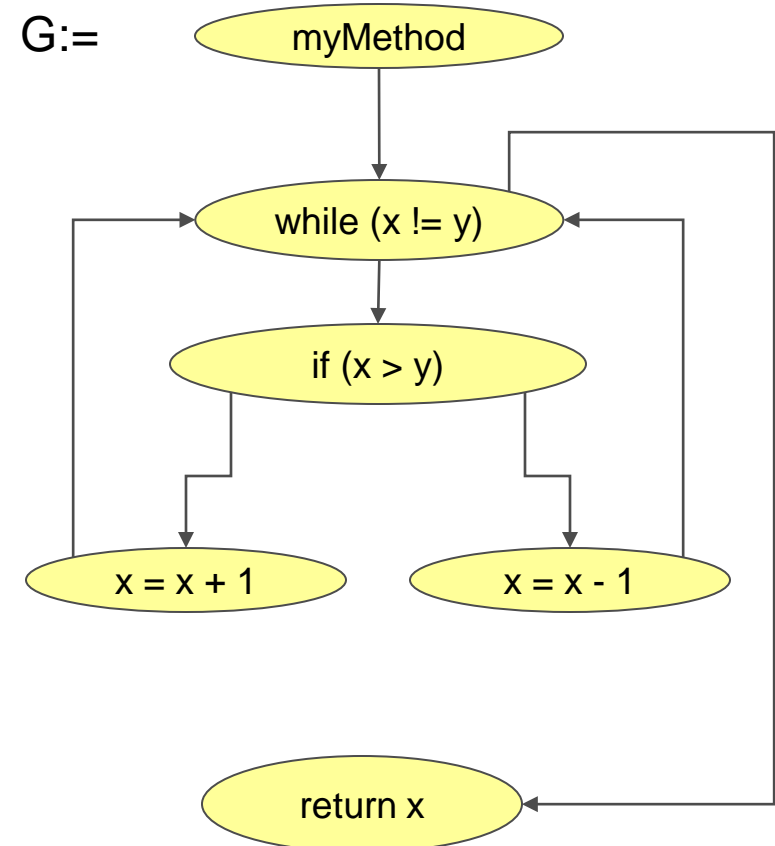 G:=
myMethod
while (x != y)
if (x > y)
x = x + 1
x = x - 1
return x